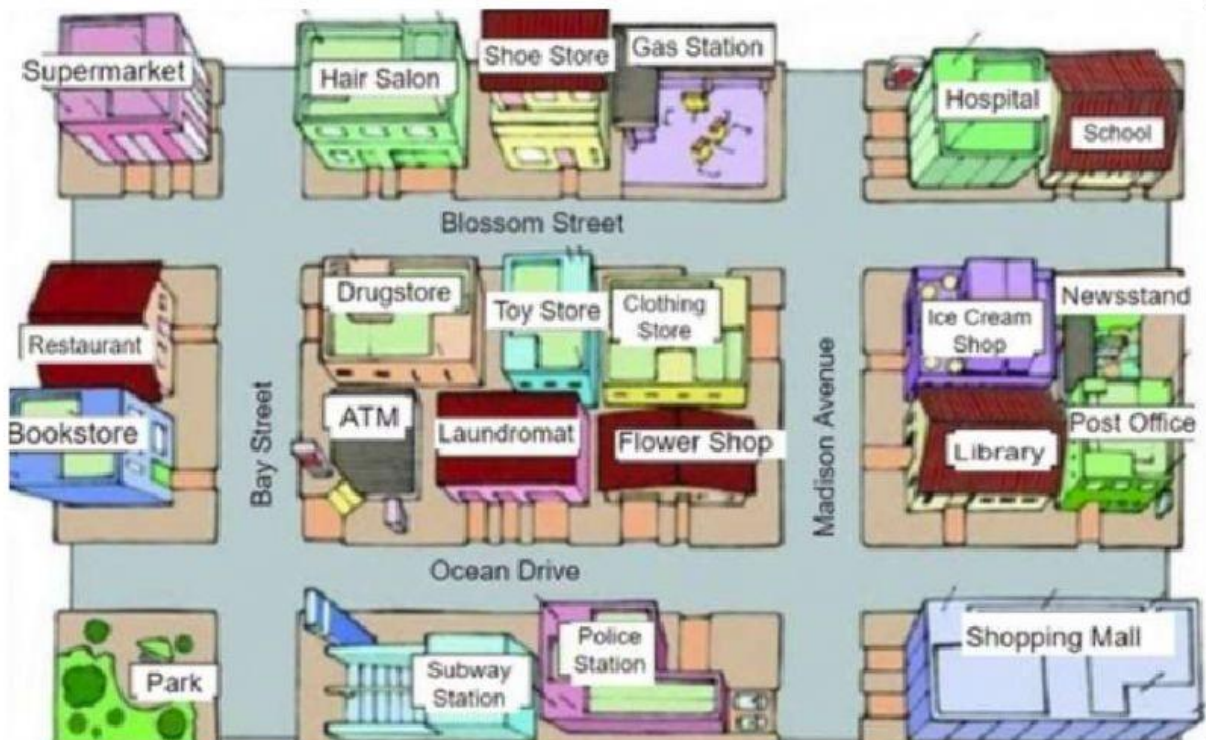 Supermarket
Hair Salon
Shoe Store
Gas Station
Hospital
School
Blossom Street
Restaurant
Bookstore
Bay Street
Drugstore
Toy Store
Clothing
Store
ATM
Laundromat
Flower Shop
Madison Avenue
Ice Cream
Shop
Newsstand
Library
Post Office
Ocean Drive
Park
Subway
Station
Police
Station
Shopping Mall